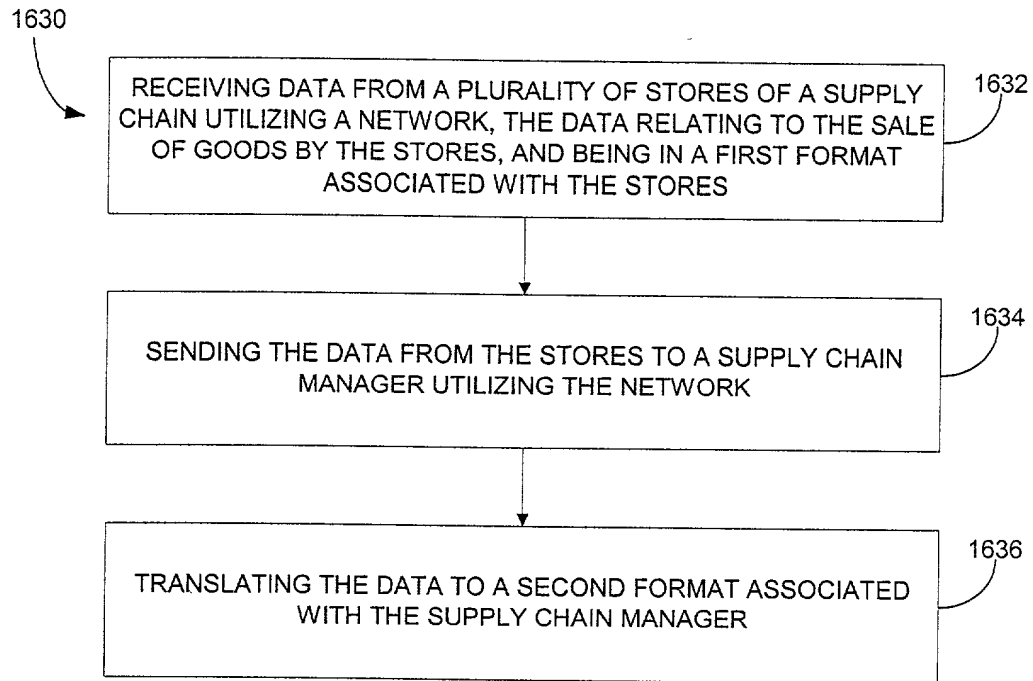 1630
RECEIVING DATA FROM A PLURALITY OF STORES OF A SUPPLY
CHAIN UTILIZING A NETWORK, THE DATA RELATING TO THE SALE
OF GOODS BY THE STORES, AND BEING IN A FIRST FORMAT
ASSOCIATED WITH THE STORES
1632
SENDING THE DATA FROM THE STORES TO A SUPPLY CHAIN
MANAGER UTILIZING THE NETWORK
1634
TRANSLATING THE DATA TO A SECOND FORMAT ASSOCIATED
WITH THE SUPPLY CHAIN MANAGER
1636